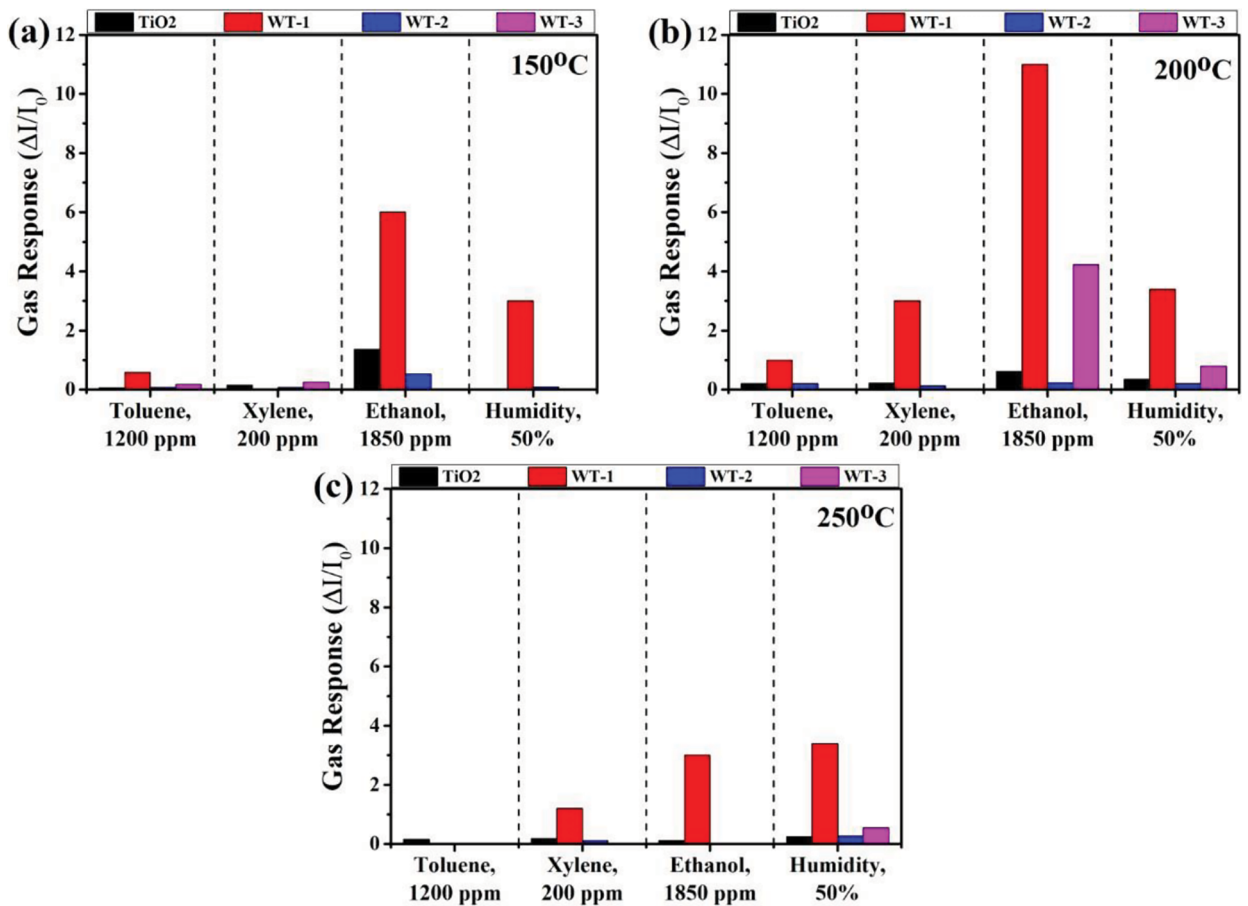 (a)
TiO2 WT-1 WT-2 WT-3
150⁰C
Gas Response (ΔI/I₀)
12
10
8
6
4
2
0
Toluene, Xylene, Ethanol, Humidity,
1200 ppm 200 ppm 1850 ppm 50%
(b)
TiO2 WT-1 WT-2 WT-3
200⁰C
Gas Response (ΔI/I₀)
12
10
8
6
4
2
0
Toluene, Xylene, Ethanol, Humidity,
1200 ppm 200 ppm 1850 ppm 50%
(c)
TiO2 WT-1 WT-2 WT-3
250⁰C
Gas Response (ΔI/I₀)
12
10
8
6
4
2
0
Toluene, Xylene, Ethanol, Humidity,
1200 ppm 200 ppm 1850 ppm 50%